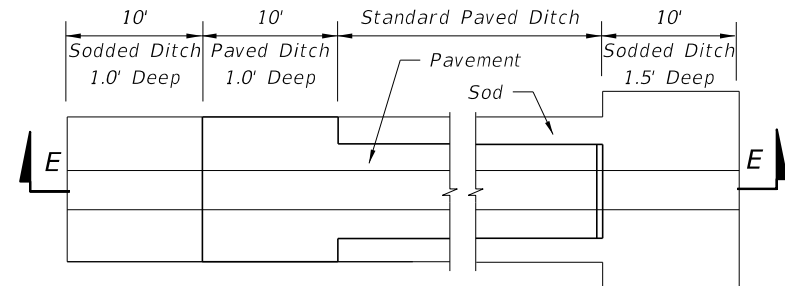 10' 10' Standard Paved Ditch 10'
Sodded Ditch Paved Ditch Sodded Ditch
1.0' Deep 1.0' Deep 1.5' Deep
Pavement
Sod
E E